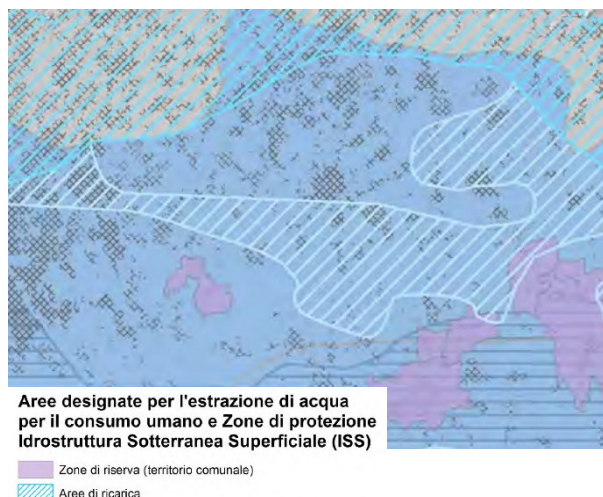 Aree designate per l'estrazione di acqua
per il consumo umano e Zone di protezione
Idrostruttura Sotterranea Superficiale (ISS)
Zone di riserva (territorio comunale)
Aree di ricarica